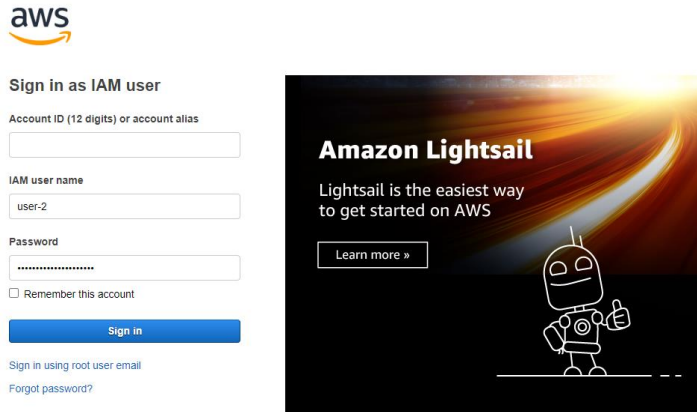 aws
Sign in as IAM user
Account ID (12 digits) or account alias
IAM user name
user-2
Password
•••••••••••••••••••••
Remember this account
Sign in
Sign in using root user email
Forgot password?
Amazon Lightsail
Lightsail is the easiest way
to get started on AWS
Learn more »